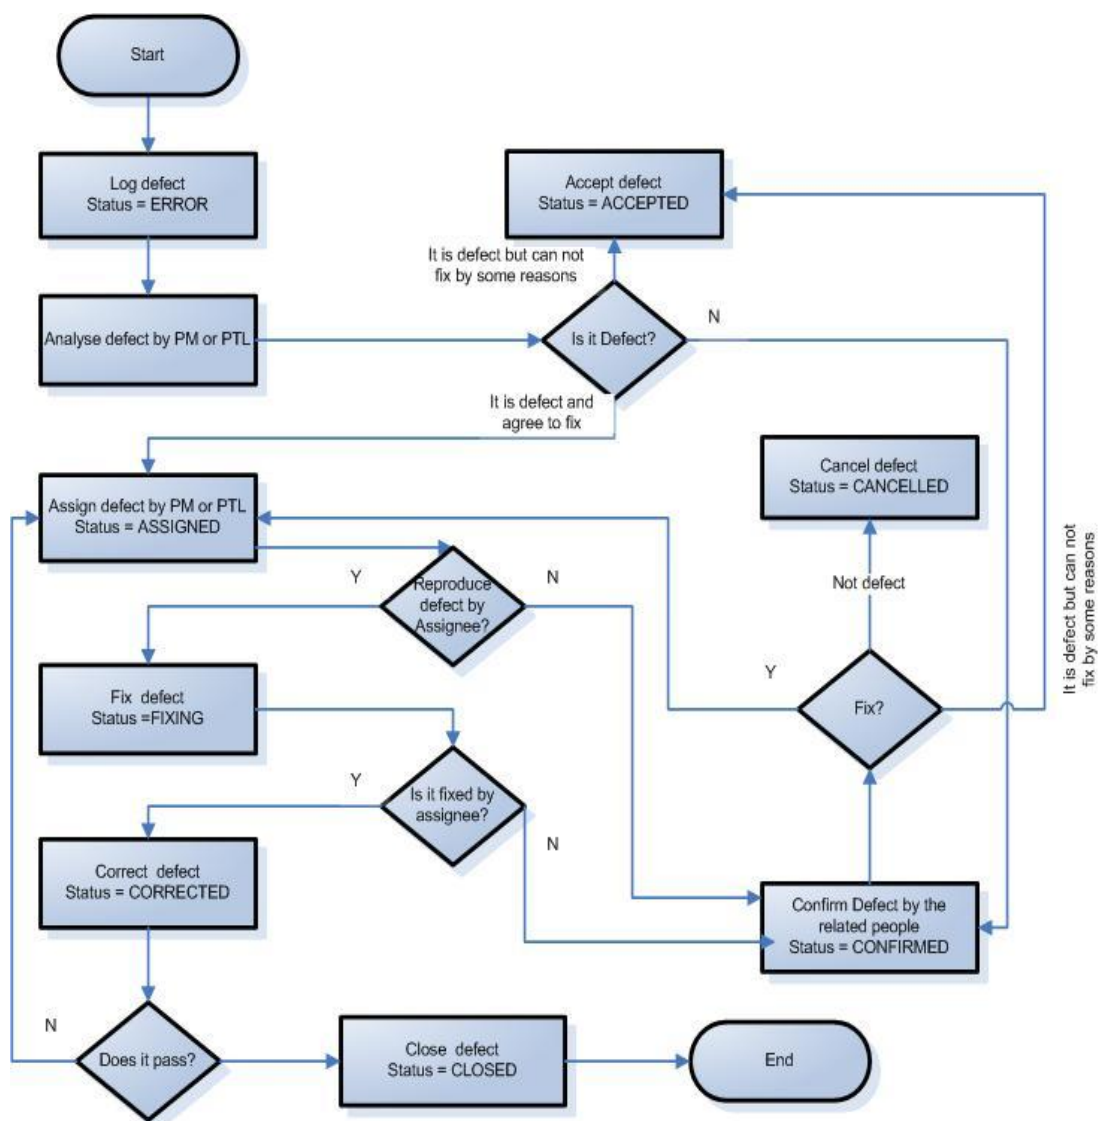 Start
Log defect
Status = ERROR
Accept defect
Status = ACCEPTED
It is defect but can not
fix by some reasons
Analyse defect by PM or PTL
Is it Defect?
N
It is defect and
agree to fix
Cancel defect
Status = CANCELLED
Assign defect by PM or PTL
Status = ASSIGNED
It is defect but can not
fix by some reasons
Y
Reproduce
defect by
Assignee?
N
Not defect
Fix defect
Status =FIXING
Y
Fix?
Y
Is it fixed by
assignee?
N
Correct defect
Status = CORRECTED
Confirm Defect by the
related people
Status = CONFIRMED
N
Does it pass?
Close defect
Status = CLOSED
End